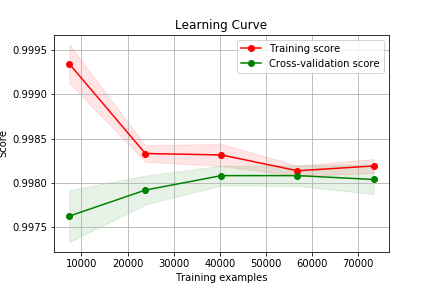 Learning Curve
Training score
Cross-validation score
0.9995
0.9990
0.9985
0.9980
0.9975
Score
10000 20000 30000 40000 50000 60000 70000
Training examples